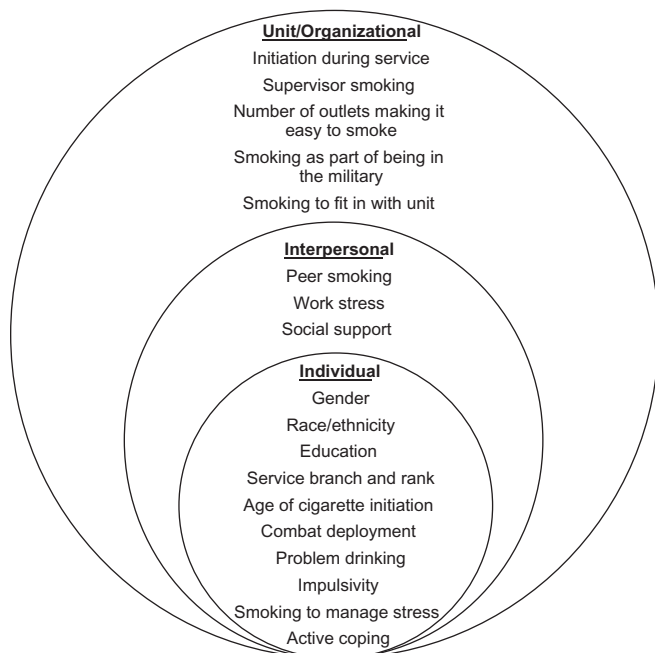 Unit/Organizational
Initiation during service
Supervisor smoking
Number of outlets making it
easy to smoke
Smoking as part of being in
the military
Smoking to fit in with unit
Interpersonal
Peer smoking
Work stress
Social support
Individual
Gender
Race/ethnicity
Education
Service branch and rank
Age of cigarette initiation
Combat deployment
Problem drinking
Impulsivity
Smoking to manage stress
Active coping